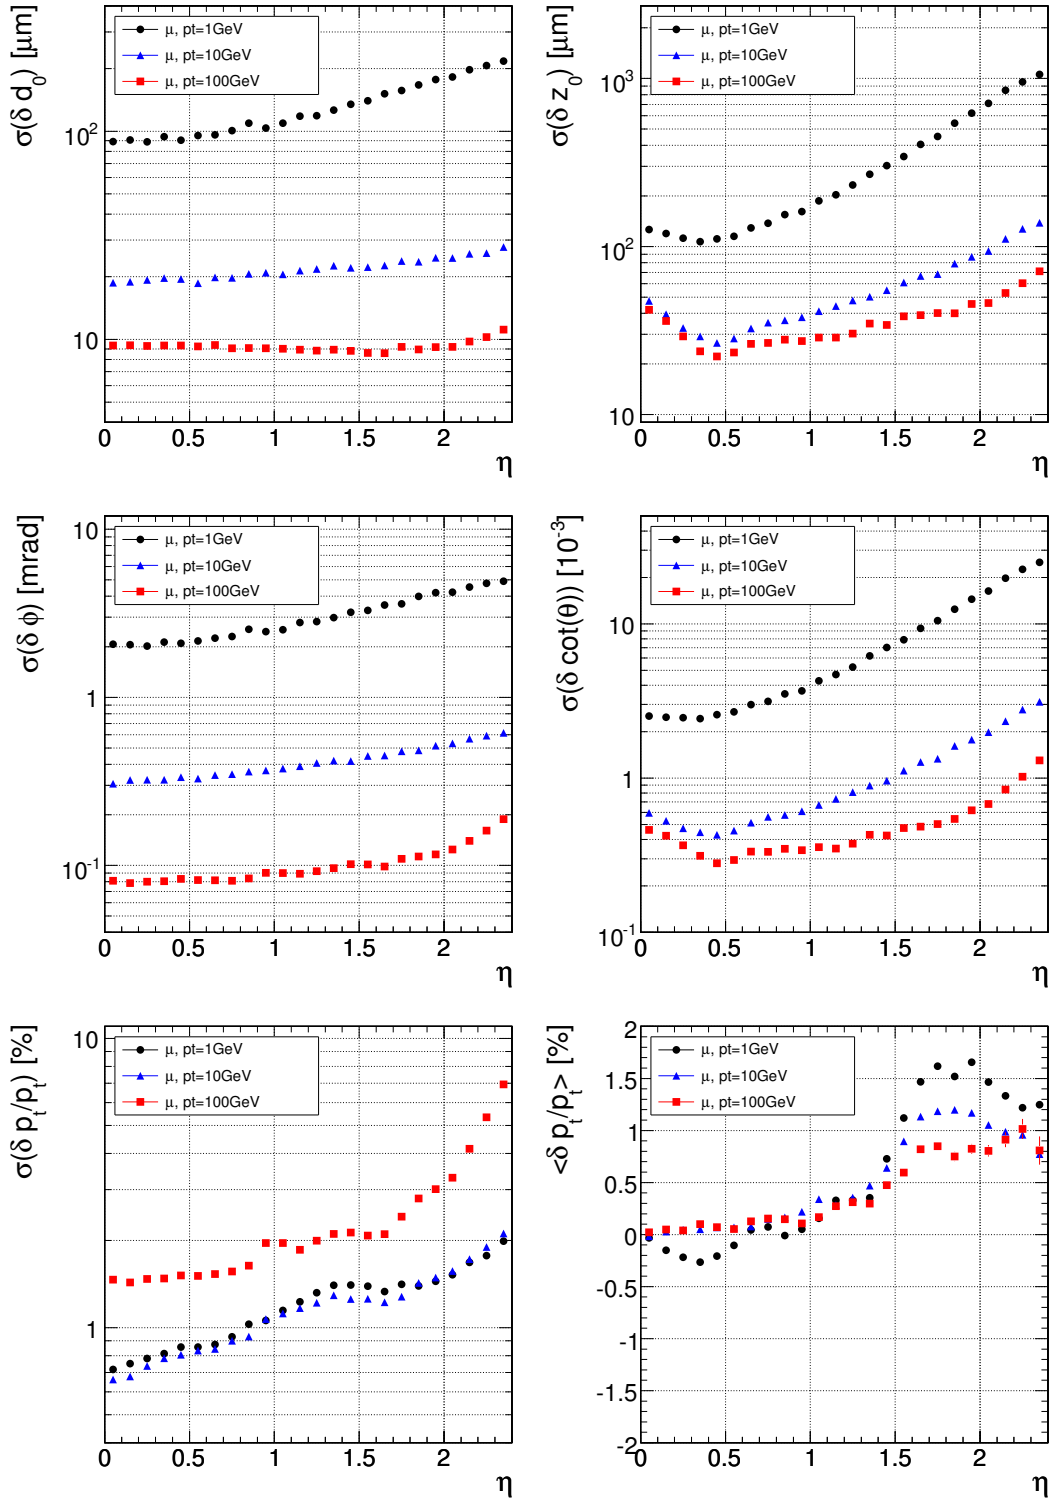 σ(δ d₀) [μm]
μ, pt=1GeV
μ, pt=10GeV
μ, pt=100GeV
10²
10
0 0.5 1 1.5 2
η
σ(δ z₀) [μm]
μ, pt=1GeV
μ, pt=10GeV
μ, pt=100GeV
10³
10²
10
0 0.5 1 1.5 2
η
σ(δ ϕ) [mrad]
μ, pt=1GeV
μ, pt=10GeV
μ, pt=100GeV
10
1
10⁻¹
0 0.5 1 1.5 2
η
σ(δ cot(θ)) [10⁻³]
μ, pt=1GeV
μ, pt=10GeV
μ, pt=100GeV
10
1
10⁻¹
0 0.5 1 1.5 2
η
σ(δ pₜ/pₜ) [%]
μ, pt=1GeV
μ, pt=10GeV
μ, pt=100GeV
10
1
0 0.5 1 1.5 2
η
<δ pₜ/pₜ> [%]
μ, pt=1GeV
μ, pt=10GeV
μ, pt=100GeV
2
1.5
1
0.5
0
-0.5
-1
-1.5
-2
0 0.5 1 1.5 2
η